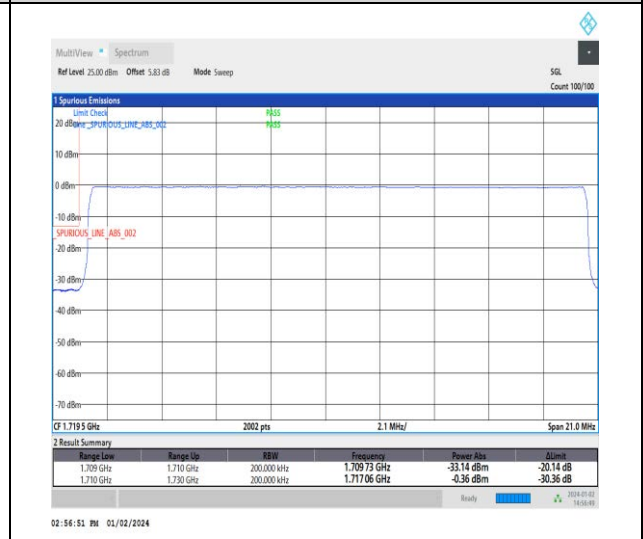 MultiView Spectrum
Ref Level 25.00 dBm Offset 5.83 dB Mode Sweep SGL
Count 100/100
1 Spurious Emissions
Limit Check PASS
20 dBm _SPURIOUS_LINE_ABS_002 PASS
10 dBm
0 dBm
-10 dBm
_SPURIOUS_LINE_ABS_002
-20 dBm
-30 dBm
-40 dBm
-50 dBm
-60 dBm
-70 dBm
CF 1.7195 GHz 2002 pts 2.1 MHz/ Span 21.0 MHz
2 Result Summary
Range Low Range Up RBW Frequency Power Abs ΔLimit
1.709 GHz 1.710 GHz 200.000 kHz 1.70973 GHz -33.14 dBm -20.14 dB
1.710 GHz 1.730 GHz 200.000 kHz 1.71706 GHz -0.36 dBm -30.36 dB
Ready 2024-01-02
02:56:51 PM 01/02/2024